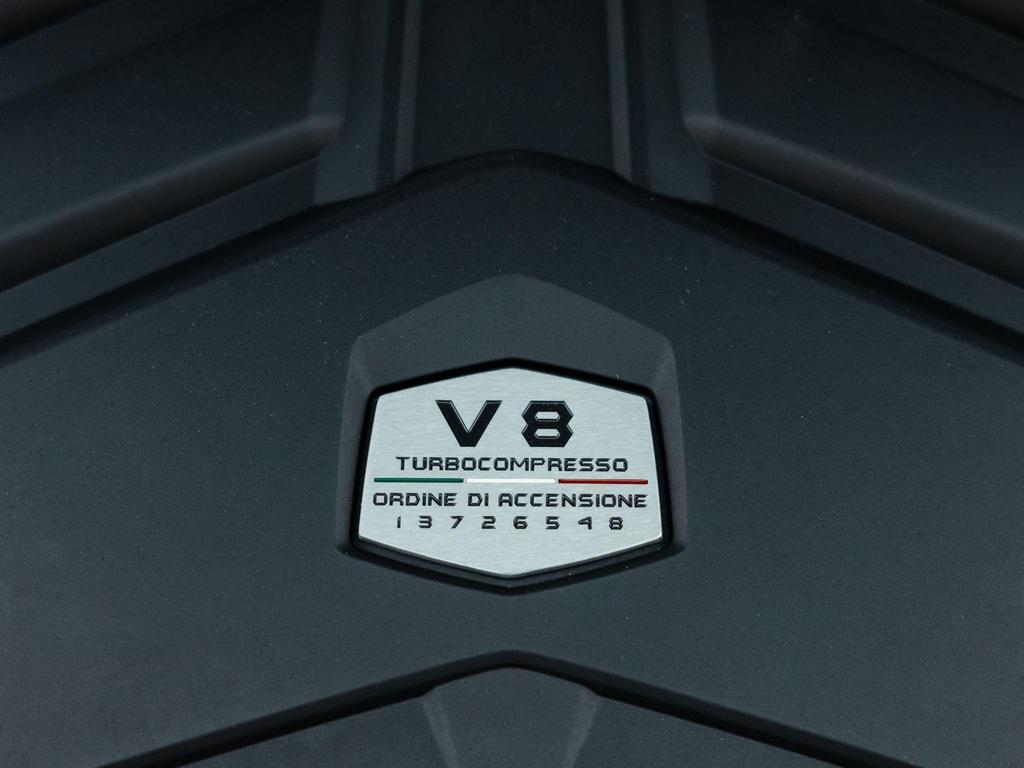 V8
TURBOCOMPRESSO
ORDINE DI ACCENSIONE
1 3 7 2 6 5 4 8